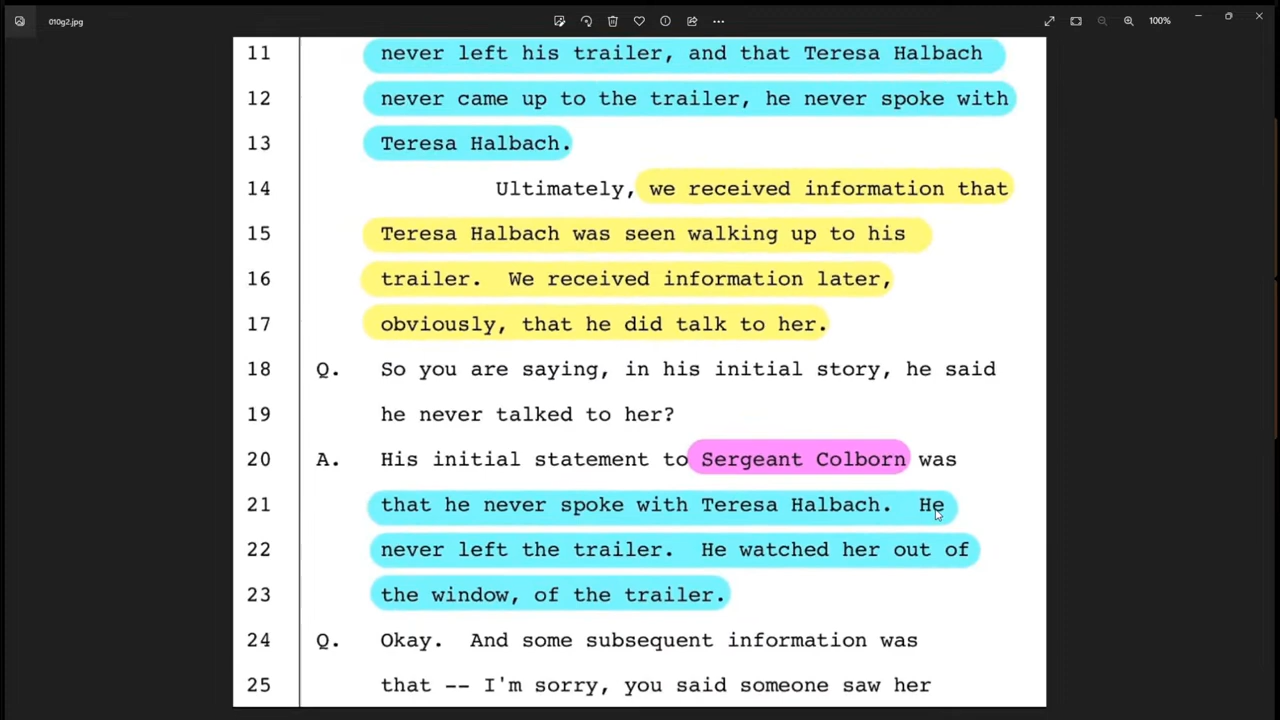 010g2.jpg
100%
11 never left his trailer, and that Teresa Halbach
12 never came up to the trailer, he never spoke with
13 Teresa Halbach.
14 Ultimately, we received information that
15 Teresa Halbach was seen walking up to his
16 trailer. We received information later,
17 obviously, that he did talk to her.
18 Q. So you are saying, in his initial story, he said
19 he never talked to her?
20 A. His initial statement to Sergeant Colborn was
21 that he never spoke with Teresa Halbach. He
22 never left the trailer. He watched her out of
23 the window, of the trailer.
24 Q. Okay. And some subsequent information was
25 that -- I'm sorry, you said someone saw her